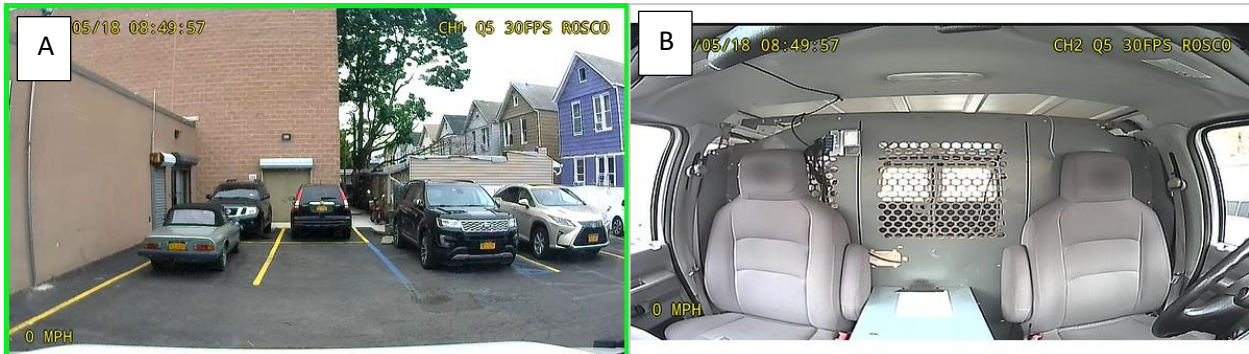 A
05/18 08:49:57
CH1 Q5 30FPS ROSCO
0 MPH
B
/05/18 08:49:57
CH2 Q5 30FPS ROSCO
0 MPH